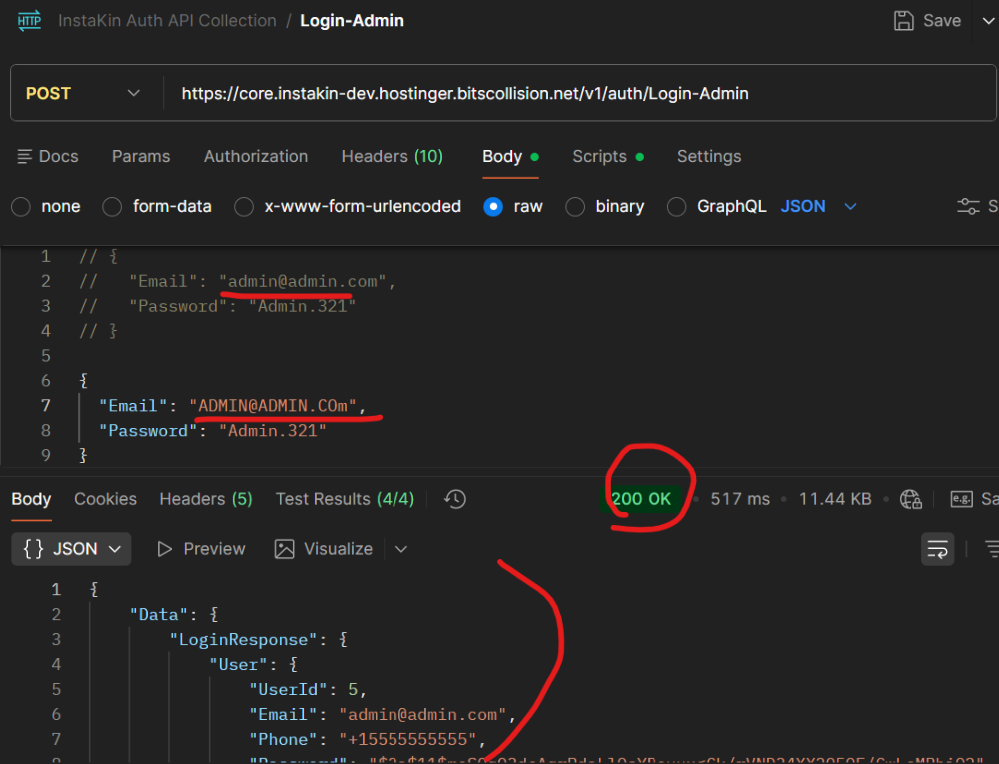 HTTP InstaKin Auth API Collection / Login-Admin Save
POST https://core.instakin-dev.hostinger.bitscollision.net/v1/auth/Login-Admin
Docs Params Authorization Headers (10) Body Scripts Settings
none form-data x-www-form-urlencoded raw binary GraphQL JSON S
1 // {
2 // "Email": "admin@admin.com",
3 // "Password": "Admin.321"
4 // }
5
6 {
7 "Email": "ADMIN@ADMIN.COm",
8 "Password": "Admin.321"
9 }
Body Cookies Headers (5) Test Results (4/4) 200 OK 517 ms 11.44 KB e.g. Sa
{} JSON Preview Visualize
1 {
2 "Data": {
3 "LoginResponse": {
4 "User": {
5 "UserId": 5,
6 "Email": "admin@admin.com",
7 "Phone": "+15555555555",